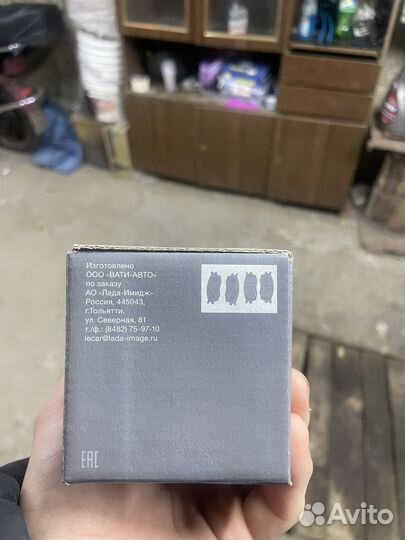 Изготовлено
ООО «ВАТИ-АВТО»
по заказу
АО «Лада-Имидж»
Россия, 445043,
г.Тольятти,
ул. Северная, 81
т./ф.: (8482) 75-97-10
lecar@lada-image.ru
EAC
Avito